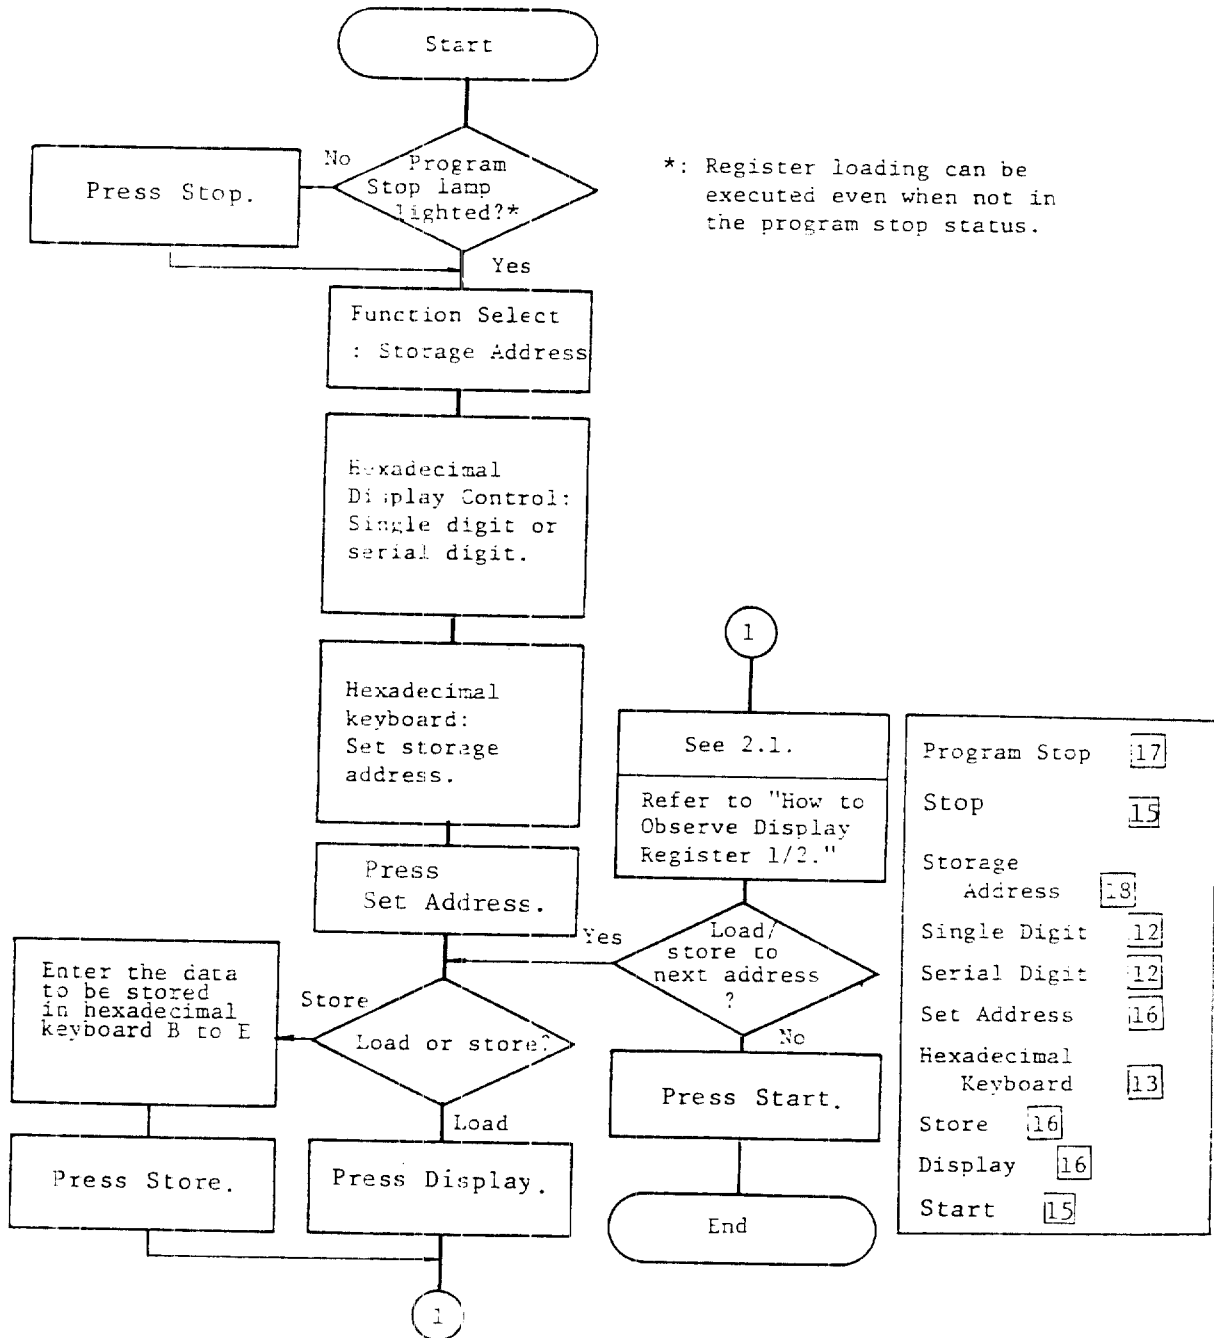 Start
No
Program
Stop lamp
lighted?*
Press Stop.
*: Register loading can be
executed even when not in
the program stop status.
Yes
Function Select
: Storage Address
Hexadecimal
Display Control:
Single digit or
serial digit.
Hexadecimal
keyboard:
Set storage
address.
Press
Set Address.
Store
Load or store?
Load
Enter the data
to be stored
in hexadecimal
keyboard B to E
Press Store.
Press Display.
1
1
See 2.1.
Refer to "How to
Observe Display
Register 1/2."
Yes
Load/
store to
next address
?
No
Press Start.
End
Program Stop 17
Stop 15
Storage
Address 18
Single Digit 12
Serial Digit 12
Set Address 16
Hexadecimal
Keyboard 13
Store 16
Display 16
Start 15